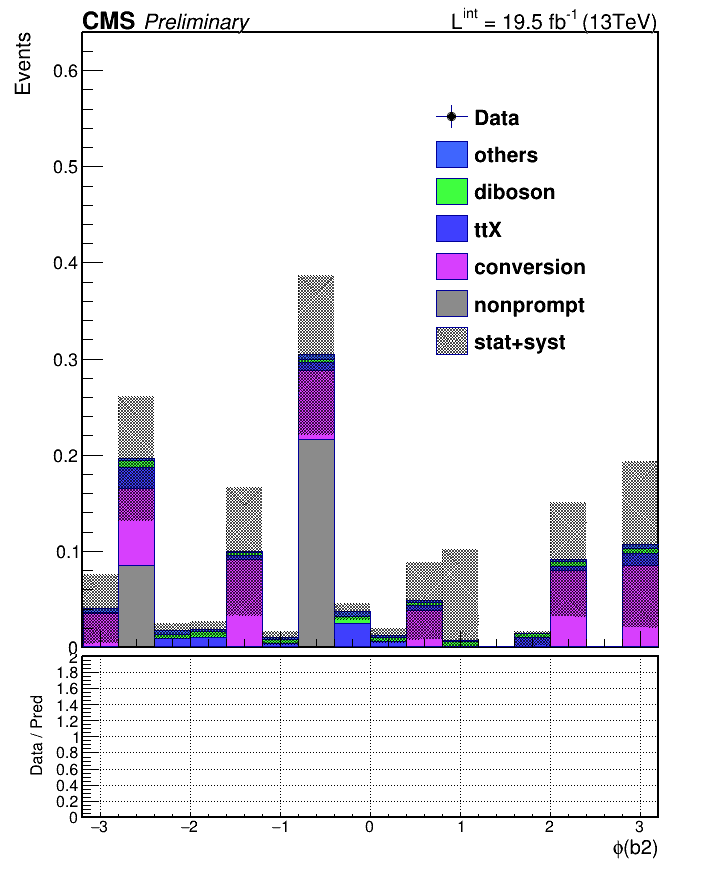 CMS Preliminary L^int = 19.5 fb^-1 (13TeV)
Events
0.6
0.5
0.4
0.3
0.2
0.1
0
Data
others
diboson
ttX
conversion
nonprompt
stat+syst
Data / Pred
2
1.8
1.6
1.4
1.2
1
0.8
0.6
0.4
0.2
0
−3 −2 −1 0 1 2 3
ϕ(b2)